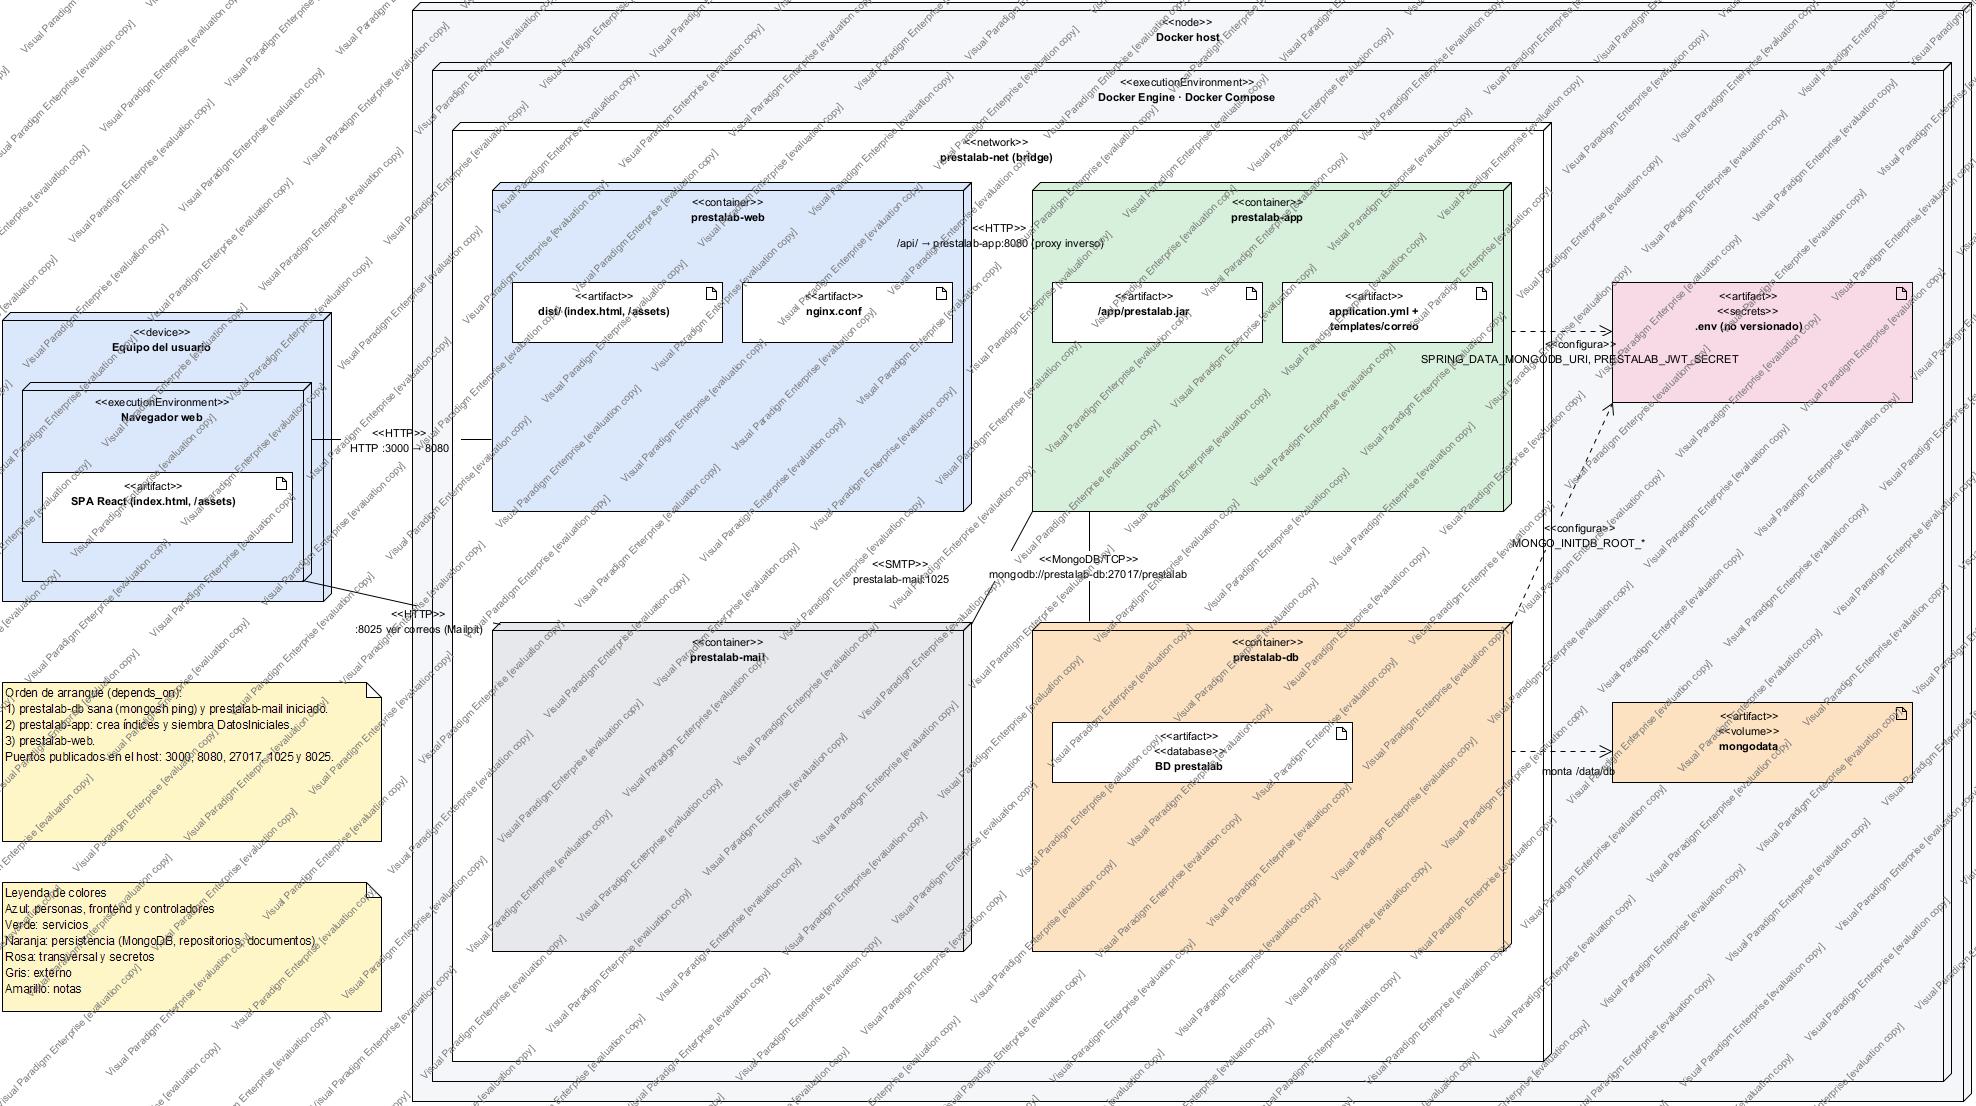 <<node>>
Docker host
<<executionEnvironment>>
Docker Engine · Docker Compose
<<network>>
prestalab-net (bridge)
<<container>>
prestalab-web
<<artifact>>
dist/ (index.html, /assets)
<<artifact>>
nginx.conf
<<HTTP>>
/api/ → prestalab-app:8080 (proxy inverso)
<<container>>
prestalab-app
<<artifact>>
/app/prestalab.jar
<<artifact>>
application.yml +
templates/correo
<<artifact>>
<<secrets>>
.env (no versionado)
<<configura>>
SPRING_DATA_MONGODB_URI, PRESTALAB_JWT_SECRET
<<device>>
Equipo del usuario
<<executionEnvironment>>
Navegador web
<<artifact>>
SPA React (index.html, /assets)
<<HTTP>>
HTTP :3000 → 8080
<<HTTP>>
:8025 ver correos (Mailpit)
<<SMTP>>
prestalab-mail:1025
<<MongoDB/TCP>>
mongodb://prestalab-db:27017/prestalab
<<configura>>
MONGO_INITDB_ROOT_*
<<container>>
prestalab-mail
<<container>>
prestalab-db
<<artifact>>
<<database>>
BD prestalab
<<artifact>>
<<volume>>
mongodata
monta /data/db
Orden de arranque (depends_on):
1) prestalab-db sana (mongosh ping) y prestalab-mail iniciado.
2) prestalab-app: crea índices y siembra DatosIniciales.
3) prestalab-web.
Puertos publicados en el host: 3000, 8080, 27017, 1025 y 8025.
Leyenda de colores
Azul: personas, frontend y controladores
Verde: servicios
Naranja: persistencia (MongoDB, repositorios, documentos)
Rosa: transversal y secretos
Gris: externo
Amarillo: notas
Visual Paradigm Enterprise [evaluation copy]